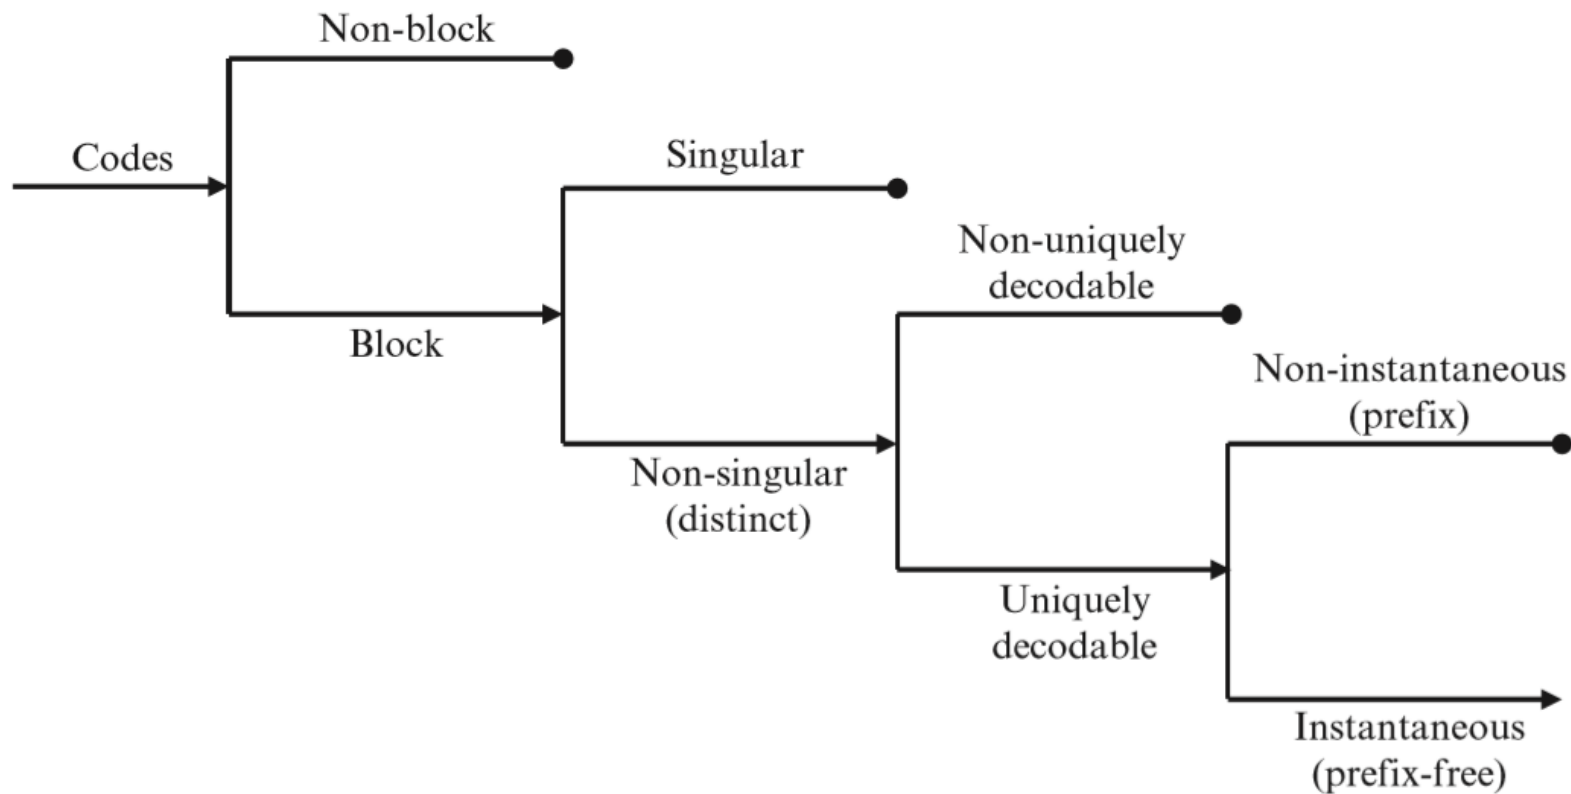 Non-block
Codes
Singular
Non-uniquely
decodable
Block
Non-instantaneous
(prefix)
Non-singular
(distinct)
Uniquely
decodable
Instantaneous
(prefix-free)